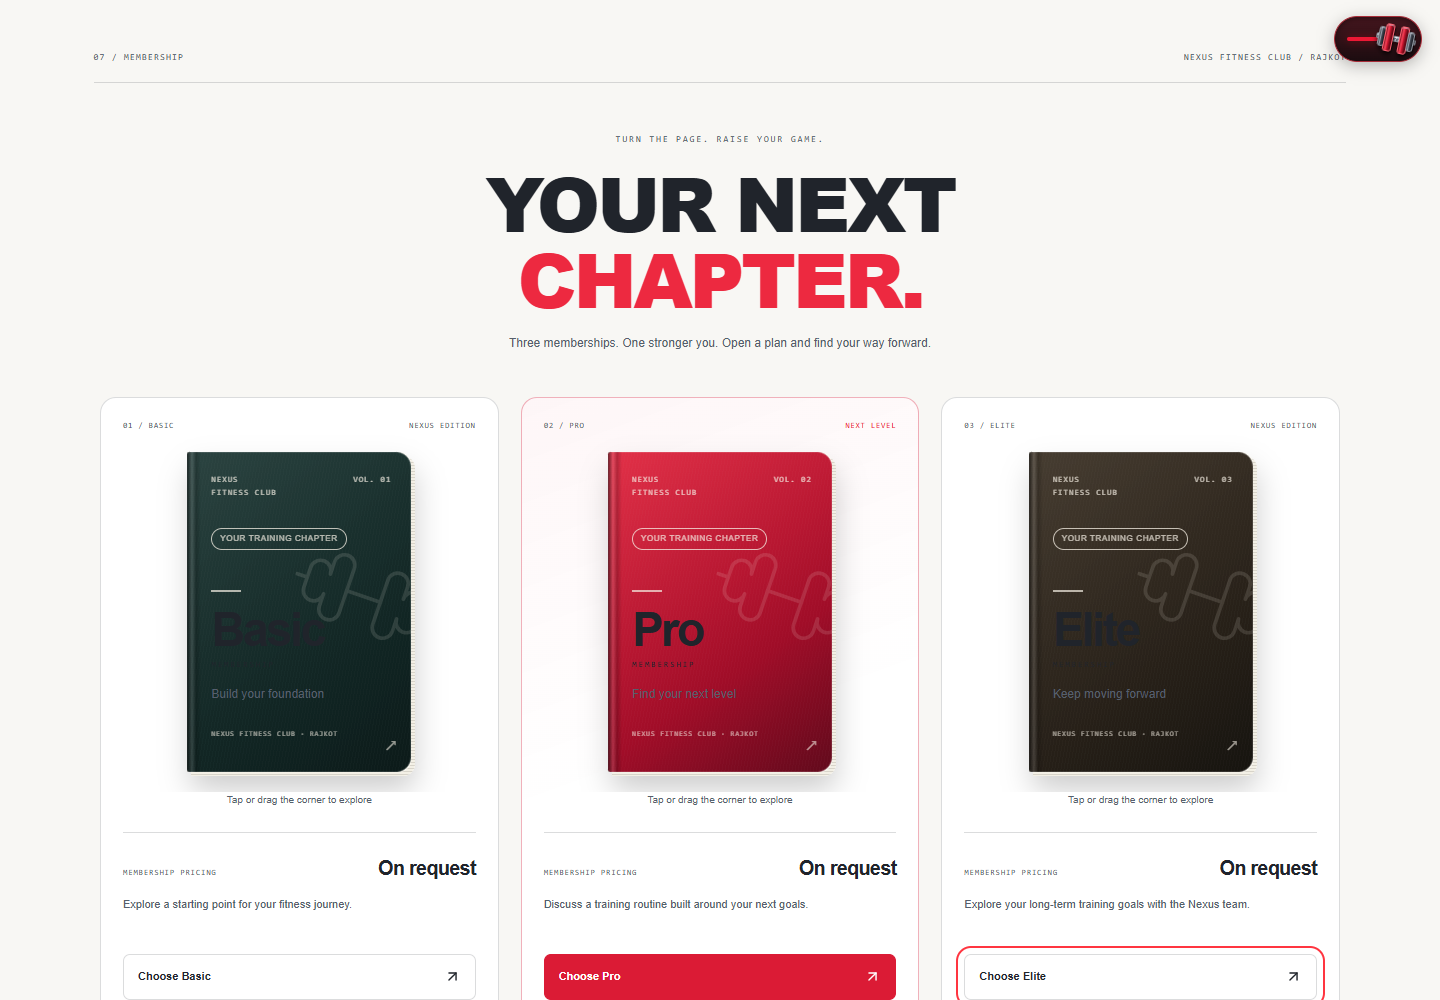 07 / MEMBERSHIP
NEXUS FITNESS CLUB / RAJKOT
TURN THE PAGE. RAISE YOUR GAME.
YOUR NEXT
CHAPTER.
Three memberships. One stronger you. Open a plan and find your way forward.
01 / BASIC
NEXUS EDITION
NEXUS
FITNESS CLUB
VOL. 01
YOUR TRAINING CHAPTER
Basic
Build your foundation
NEXUS FITNESS CLUB · RAJKOT
Tap or drag the corner to explore
MEMBERSHIP PRICING
On request
Explore a starting point for your fitness journey.
Choose Basic
02 / PRO
NEXT LEVEL
NEXUS
FITNESS CLUB
VOL. 02
YOUR TRAINING CHAPTER
Pro
MEMBERSHIP
Find your next level
NEXUS FITNESS CLUB · RAJKOT
Tap or drag the corner to explore
MEMBERSHIP PRICING
On request
Discuss a training routine built around your next goals.
Choose Pro
03 / ELITE
NEXUS EDITION
NEXUS
FITNESS CLUB
VOL. 03
YOUR TRAINING CHAPTER
Elite
Keep moving forward
NEXUS FITNESS CLUB · RAJKOT
Tap or drag the corner to explore
MEMBERSHIP PRICING
On request
Explore your long-term training goals with the Nexus team.
Choose Elite